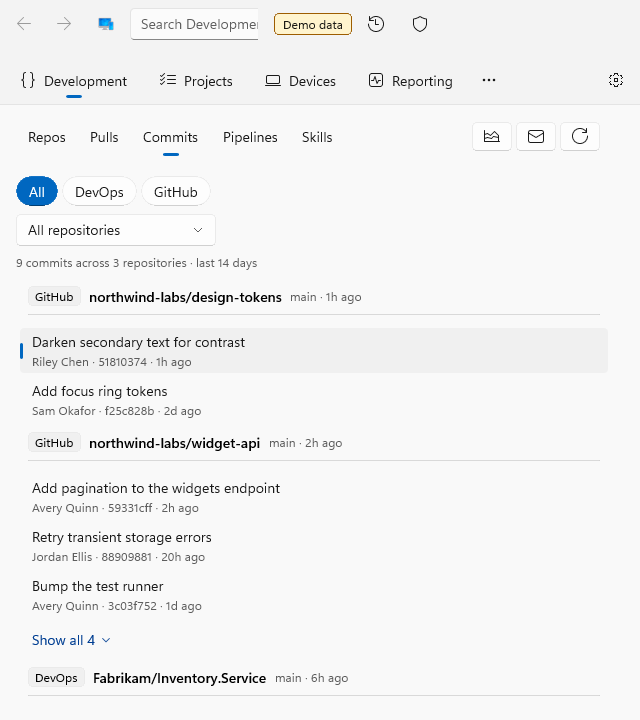 Search Developmen
Demo data
Development
Projects
Devices
Reporting
Repos
Pulls
Commits
Pipelines
Skills
All
DevOps
GitHub
All repositories
9 commits across 3 repositories · last 14 days
GitHub northwind-labs/design-tokens main · 1h ago
Darken secondary text for contrast
Riley Chen · 51810374 · 1h ago
Add focus ring tokens
Sam Okafor · f25c828b · 2d ago
GitHub northwind-labs/widget-api main · 2h ago
Add pagination to the widgets endpoint
Avery Quinn · 59331cff · 2h ago
Retry transient storage errors
Jordan Ellis · 88909881 · 20h ago
Bump the test runner
Avery Quinn · 3c03f752 · 1d ago
Show all 4
DevOps Fabrikam/Inventory.Service main · 6h ago